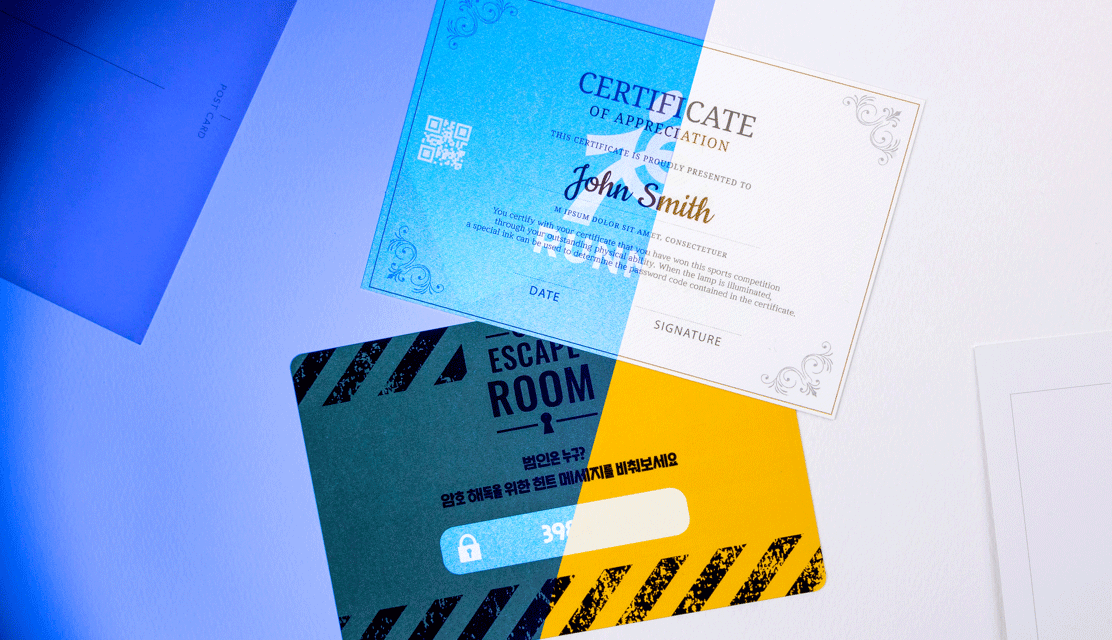 POST CARD
CERTIFICATE
OF APPRECIATION
THIS CERTIFICATE IS PROUDLY PRESENTED TO
John Smith
M IPSUM DOLOR SIT AMET, CONSECTETUER
You certify with your certificate that you have won this sports competition
through your outstanding physical ability. When the lamp is illuminated,
a special ink can be used to determine the password code contained in the certificate.
DATE
SIGNATURE
ESCAPE
ROOM
범인은 누구?
암호 해독을 위한 힌트 메세지를 비춰보세요